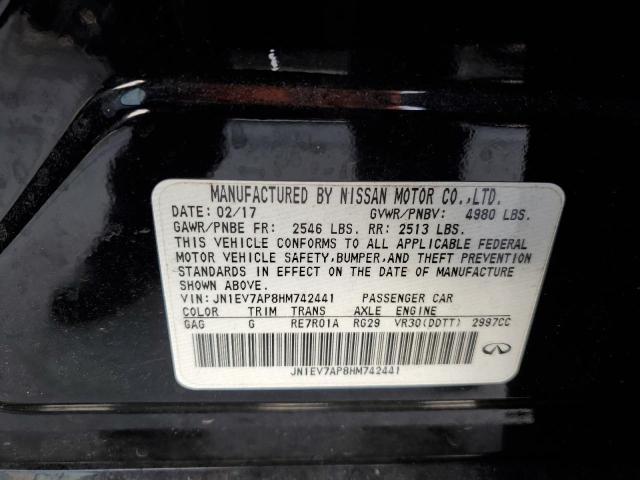 MANUFACTURED BY NISSAN MOTOR CO.,LTD.
DATE: 02/17 GVWR/PNBV: 4980 LBS.
GAWR/PNBE FR: 2546 LBS. RR: 2513 LBS.
THIS VEHICLE CONFORMS TO ALL APPLICABLE FEDERAL
MOTOR VEHICLE SAFETY,BUMPER,AND THEFT PREVENTION
STANDARDS IN EFFECT ON THE DATE OF MANUFACTURE
SHOWN ABOVE.
VIN: JN1EV7AP8HM742441 PASSENGER CAR
COLOR TRIM TRANS AXLE ENGINE
GAG G RE7R01A RG29 VR30(DDTT) 2997CC
JN1EV7AP8HM742441